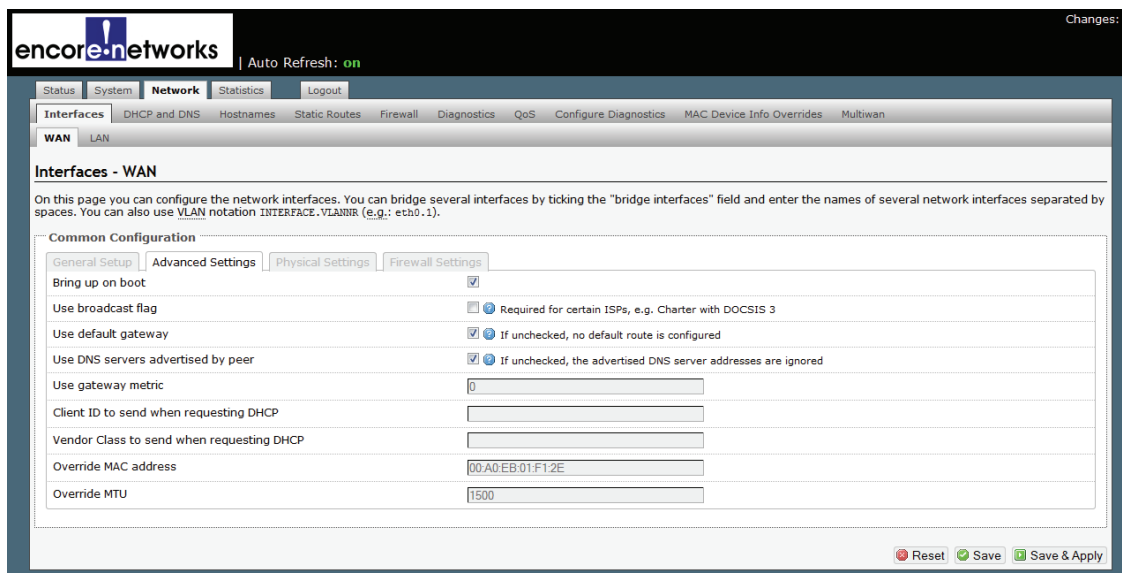 Changes:
encore!networks
| Auto Refresh: on
Status System Network Statistics Logout
Interfaces DHCP and DNS Hostnames Static Routes Firewall Diagnostics QoS Configure Diagnostics MAC Device Info Overrides Multiwan
WAN LAN
Interfaces - WAN
On this page you can configure the network interfaces. You can bridge several interfaces by ticking the "bridge interfaces" field and enter the names of several network interfaces separated by
spaces. You can also use VLAN notation INTERFACE.VLANNR (e.g.: eth0.1).
Common Configuration
General Setup Advanced Settings Physical Settings Firewall Settings
Bring up on boot
Use broadcast flag Required for certain ISPs, e.g. Charter with DOCSIS 3
Use default gateway If unchecked, no default route is configured
Use DNS servers advertised by peer If unchecked, the advertised DNS server addresses are ignored
Use gateway metric 0
Client ID to send when requesting DHCP
Vendor Class to send when requesting DHCP
Override MAC address 00:A0:EB:01:F1:2E
Override MTU 1500
Reset Save Save & Apply